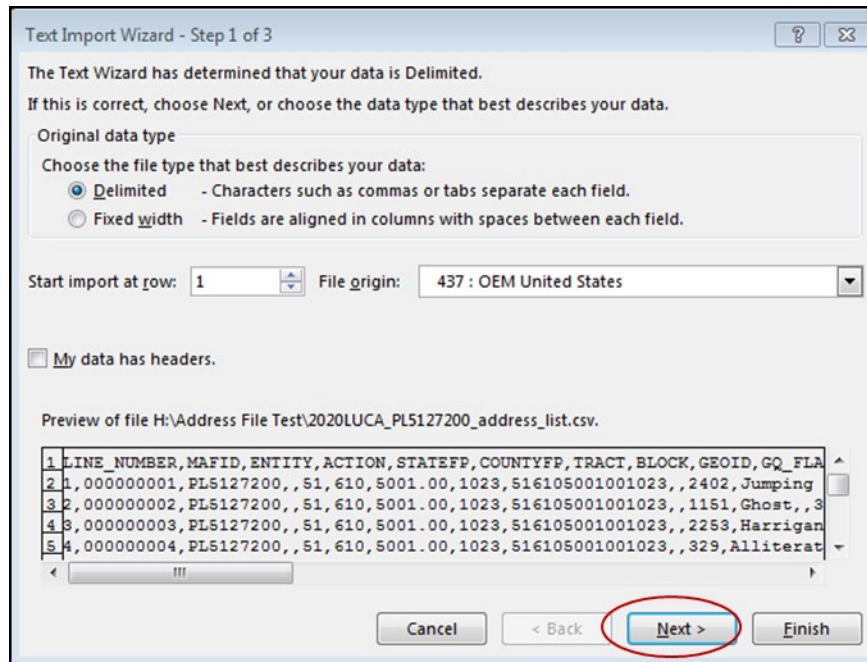 Text Import Wizard - Step 1 of 3
The Text Wizard has determined that your data is Delimited.
If this is correct, choose Next, or choose the data type that best describes your data.
Original data type
Choose the file type that best describes your data:
Delimited - Characters such as commas or tabs separate each field.
Fixed width - Fields are aligned in columns with spaces between each field.
Start import at row: 1 File origin: 437 : OEM United States
My data has headers.
Preview of file H:\Address File Test\2020LUCA_PL5127200_address_list.csv.
1 LINE_NUMBER,MAFID,ENTITY,ACTION,STATEFP,COUNTYFP,TRACT,BLOCK,GEOID,GQ_FLA
2 1,000000001,PL5127200,,51,610,5001.00,1023,516105001001023,,2402,Jumping
3 2,000000002,PL5127200,,51,610,5001.00,1023,516105001001023,,1151,Ghost,,3
4 3,000000003,PL5127200,,51,610,5001.00,1023,516105001001023,,2253,Harrigan
5 4,000000004,PL5127200,,51,610,5001.00,1023,516105001001023,,329,Alliterat
Cancel < Back Next > Finish